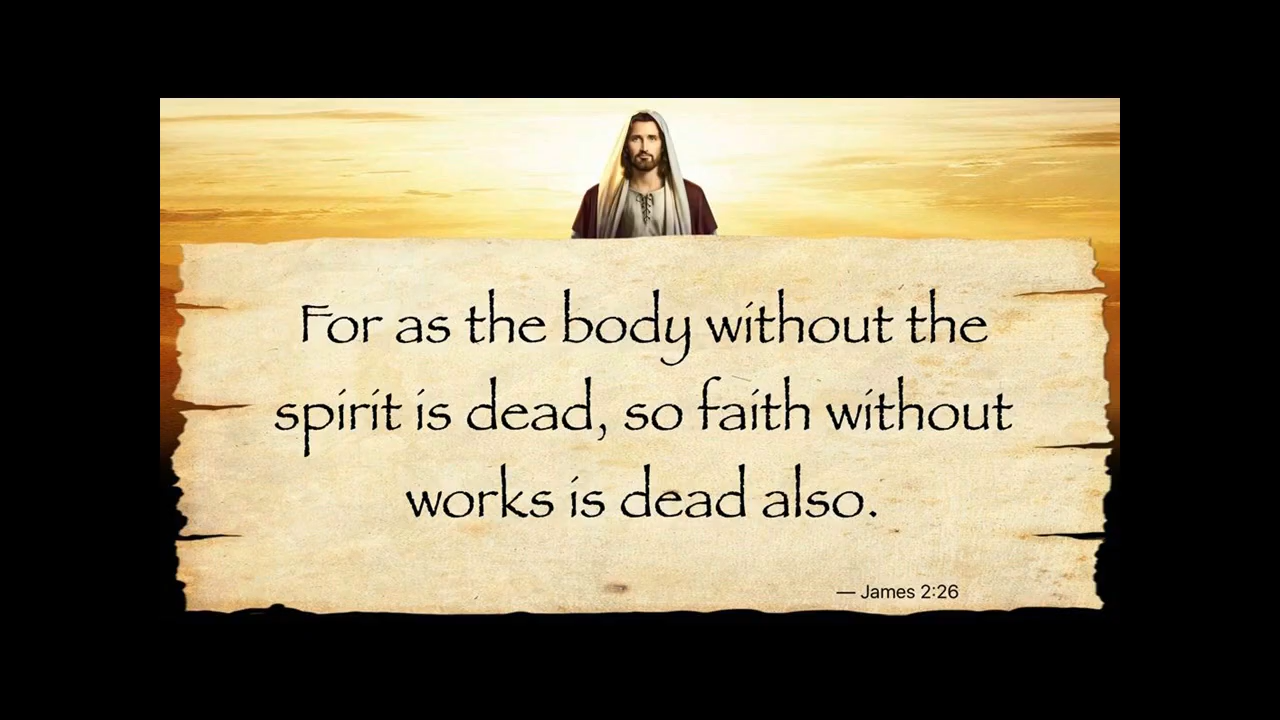 For as the body without the
spirit is dead, so faith without
works is dead also.
— James 2:26